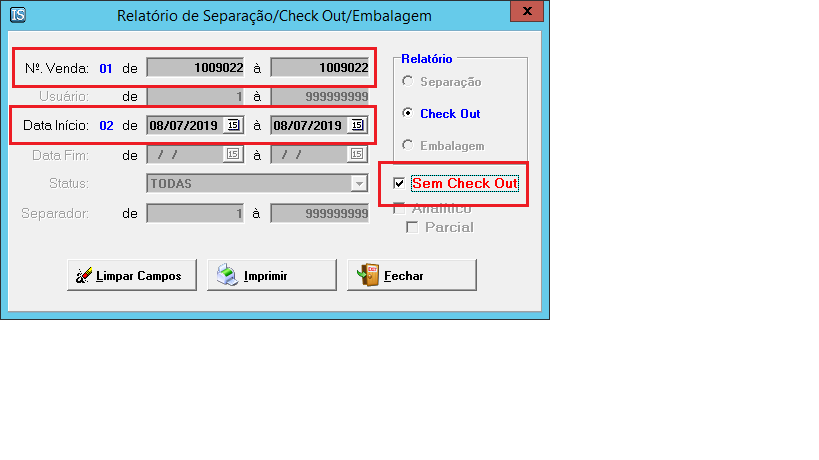 IS Relatório de Separação/Check Out/Embalagem x
Nº. Venda: 01 de 1009022 à 1009022
Usuário: de 1 à 999999999
Data Início: 02 de 08/07/2019 15 à 08/07/2019 15
Data Fim: de / / 15 à / / 15
Status: TODAS
Separador: de 1 à 999999999
Relatório
Separação
Check Out
Embalagem
Sem Check Out
Analítico
Parcial
Limpar Campos Imprimir EXIT Fechar